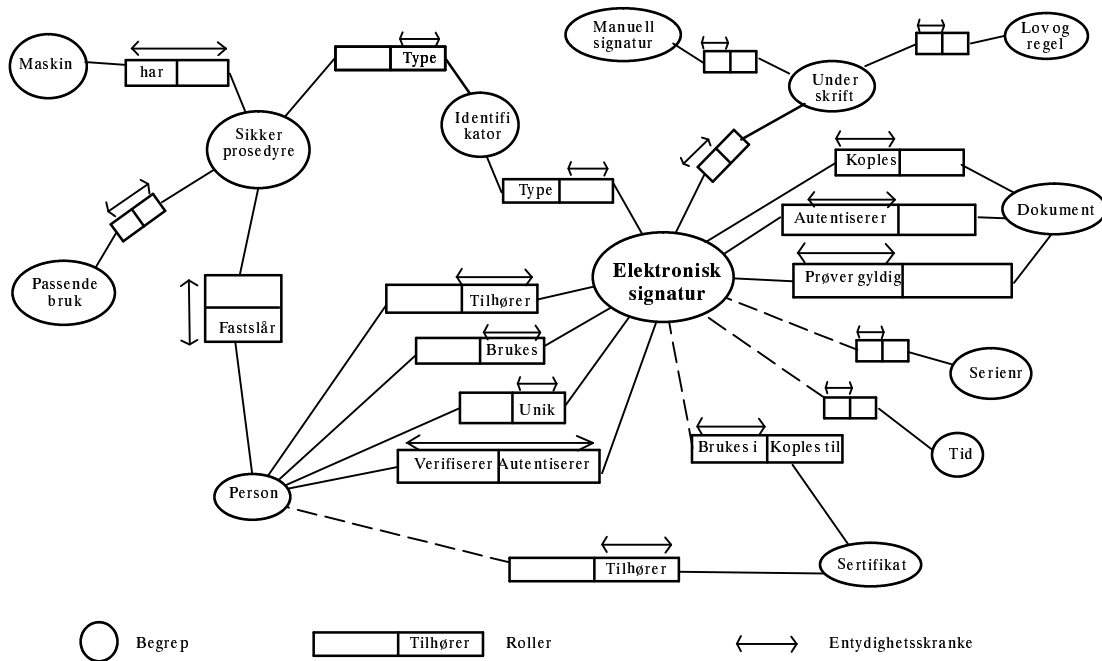 Manuell
signatur
Lov og
regel
Maskin
har
Type
Under
skrift
Identifi
kator
Sikker
prosedyre
Koples
Type
Autentiserer
Dokument
Elektronisk
signatur
Prøver gyldig
Passende
bruk
Tilhører
Fastslår
Brukes
Serienr
Unik
Brukes i
Koples til
Tid
Verifiserer
Autentiserer
Person
Tilhører
Sertifikat
Begrep
Tilhører
Roller
Entydighetsskranke